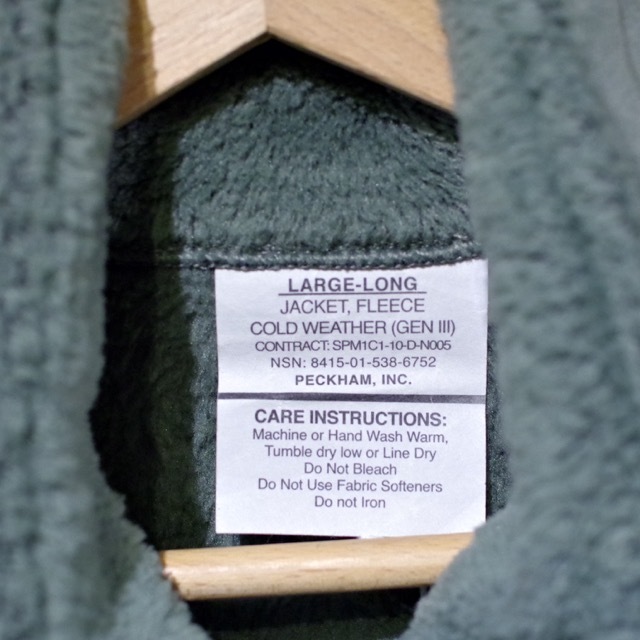 LARGE-LONG
JACKET, FLEECE
COLD WEATHER (GEN III)
CONTRACT: SPM1C1-10-D-N005
NSN: 8415-01-538-6752
PECKHAM, INC.
CARE INSTRUCTIONS:
Machine or Hand Wash Warm,
Tumble dry low or Line Dry
Do Not Bleach
Do Not Use Fabric Softeners
Do not Iron